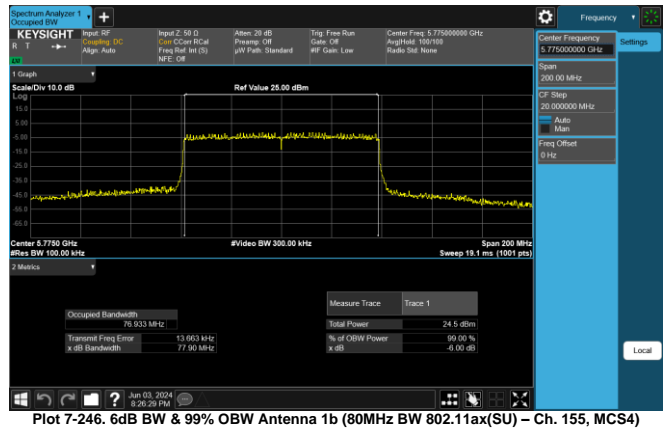 Spectrum Analyzer 1
Occupied BW
+
Frequency
KEYSIGHT
R T
Input: RF
Coupling: DC
Align: Auto
Input Z: 50 Ω
Corr CCorr RCal
Freq Ref: Int (S)
NFE: Off
Atten: 20 dB
Preamp: Off
µW Path: Standard
Trig: Free Run
Gate: Off
#IF Gain: Low
Center Freq: 5.775000000 GHz
Avg|Hold: 100/100
Radio Std: None
Center Frequency
5.775000000 GHz
Settings
Span
200.00 MHz
CF Step
20.000000 MHz
Auto
Man
Freq Offset
0 Hz
1 Graph
Scale/Div 10.0 dB
Ref Value 25.00 dBm
Log
15.0
5.00
-5.00
-15.0
-25.0
-35.0
-45.0
-55.0
-65.0
Center 5.7750 GHz
#Video BW 300.00 kHz
Span 200 MHz
#Res BW 100.00 kHz
Sweep 19.1 ms (1001 pts)
2 Metrics
Measure Trace
Trace 1
Occupied Bandwidth
76.933 MHz
Total Power
24.5 dBm
Transmit Freq Error
13.663 kHz
% of OBW Power
99.00 %
x dB Bandwidth
77.90 MHz
x dB
-6.00 dB
Local
?
Jun 03, 2024
8:26:29 PM
Plot 7-246. 6dB BW & 99% OBW Antenna 1b (80MHz BW 802.11ax(SU) – Ch. 155, MCS4)